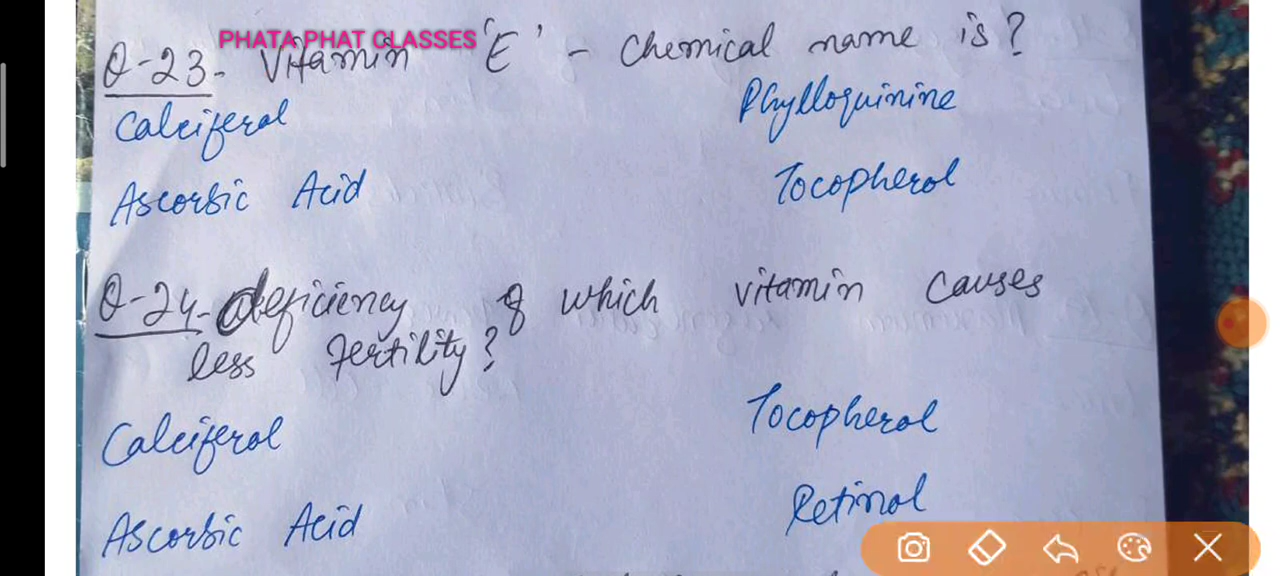 PHATA PHAT CLASSES
Q-23- Vitamin 'E' - Chemical name is?
Calciferol Phylloquinine
Ascorbic Acid Tocopherol
Q-24- deficiency of which vitamin causes
less fertility?
Calciferol Tocopherol
Ascorbic Acid Retinol